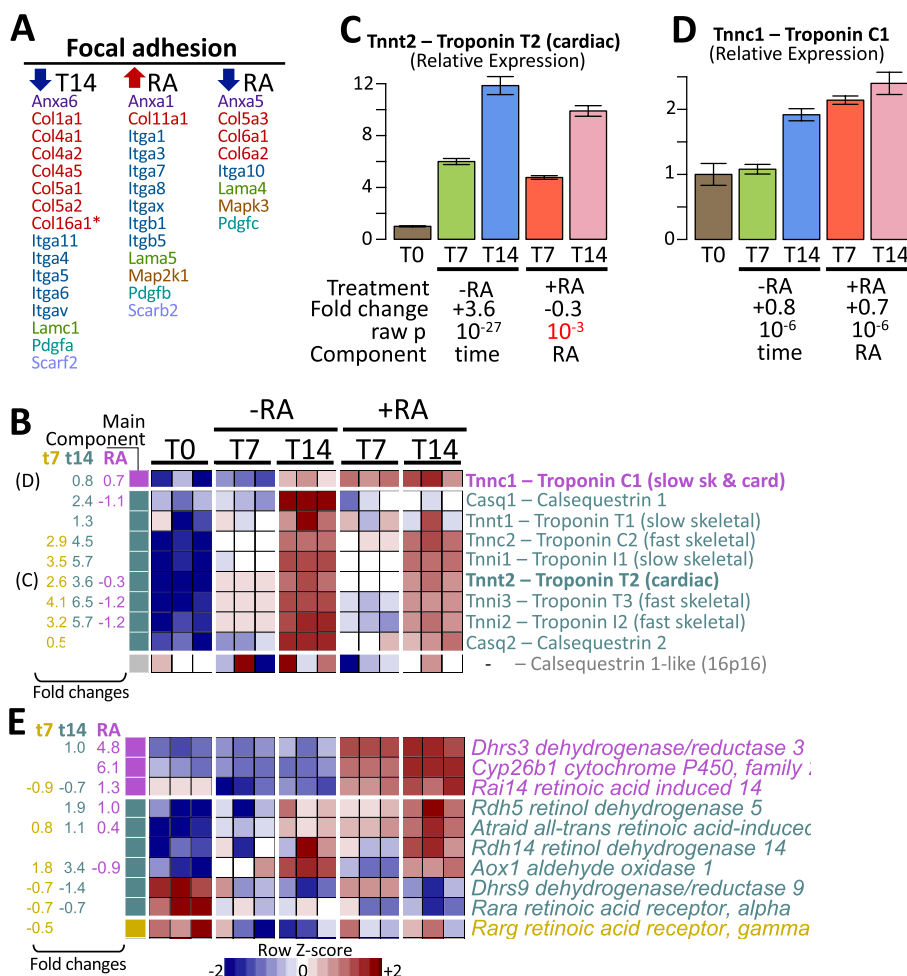 A
Focal adhesion
T14 RA RA
Anxa6 Anxa1 Anxa5
Col1a1 Col11a1 Col5a3
Col4a1 Itga1 Col6a1
Col4a2 Itga3 Col6a2
Col4a5 Itga7 Itga10
Col5a1 Itga8 Lama4
Col5a2 Itgax Mapk3
Col16a1* Itgb1 Pdgfc
Itga11 Itgb5
Itga4 Lama5
Itga5 Map2k1
Itga6 Pdgfb
Itgav Scarb2
Lamc1
Pdgfa
Scarf2
C
Tnnt2 – Troponin T2 (cardiac)
(Relative Expression)
12
8
4
0
T0 T7 T14 T7 T14
Treatment -RA +RA
Fold change +3.6 -0.3
raw p 10-27 10-3
Component time RA
D
Tnnc1 – Troponin C1
(Relative Expression)
2
1
0
T0 T7 T14 T7 T14
-RA +RA
+0.8 +0.7
10-6 10-6
time RA
B
Main
Component
-RA +RA
t7 t14 RA T0 T7 T14 T7 T14
(D) 0.8 0.7 Tnnc1 – Troponin C1 (slow sk & card)
2.4 -1.1 Casq1 – Calsequestrin 1
1.3 Tnnt1 – Troponin T1 (slow skeletal)
2.9 4.5 Tnnc2 – Troponin C2 (fast skeletal)
3.5 5.7 Tnni1 – Troponin I1 (slow skeletal)
(C) 2.6 3.6 -0.3 Tnnt2 – Troponin T2 (cardiac)
4.1 6.5 -1.2 Tnni3 – Troponin T3 (fast skeletal)
3.2 5.7 -1.2 Tnni2 – Troponin I2 (fast skeletal)
0.5 Casq2 – Calsequestrin 2
- – Calsequestrin 1-like (16p16)
Fold changes
E
t7 t14 RA
1.0 4.8 Dhrs3 dehydrogenase/reductase 3
6.1 Cyp26b1 cytochrome P450, family
-0.9 -0.7 1.3 Rai14 retinoic acid induced 14
1.9 1.0 Rdh5 retinol dehydrogenase 5
0.8 1.1 0.4 Atraid all-trans retinoic acid-induced
Rdh14 retinol dehydrogenase 14
1.8 3.4 -0.9 Aox1 aldehyde oxidase 1
-0.7 -1.4 Dhrs9 dehydrogenase/reductase 9
-0.7 -0.7 Rara retinoic acid receptor, alpha
-0.5 Rarg retinoic acid receptor, gamma
Fold changes
Row Z-score
-2 0 +2